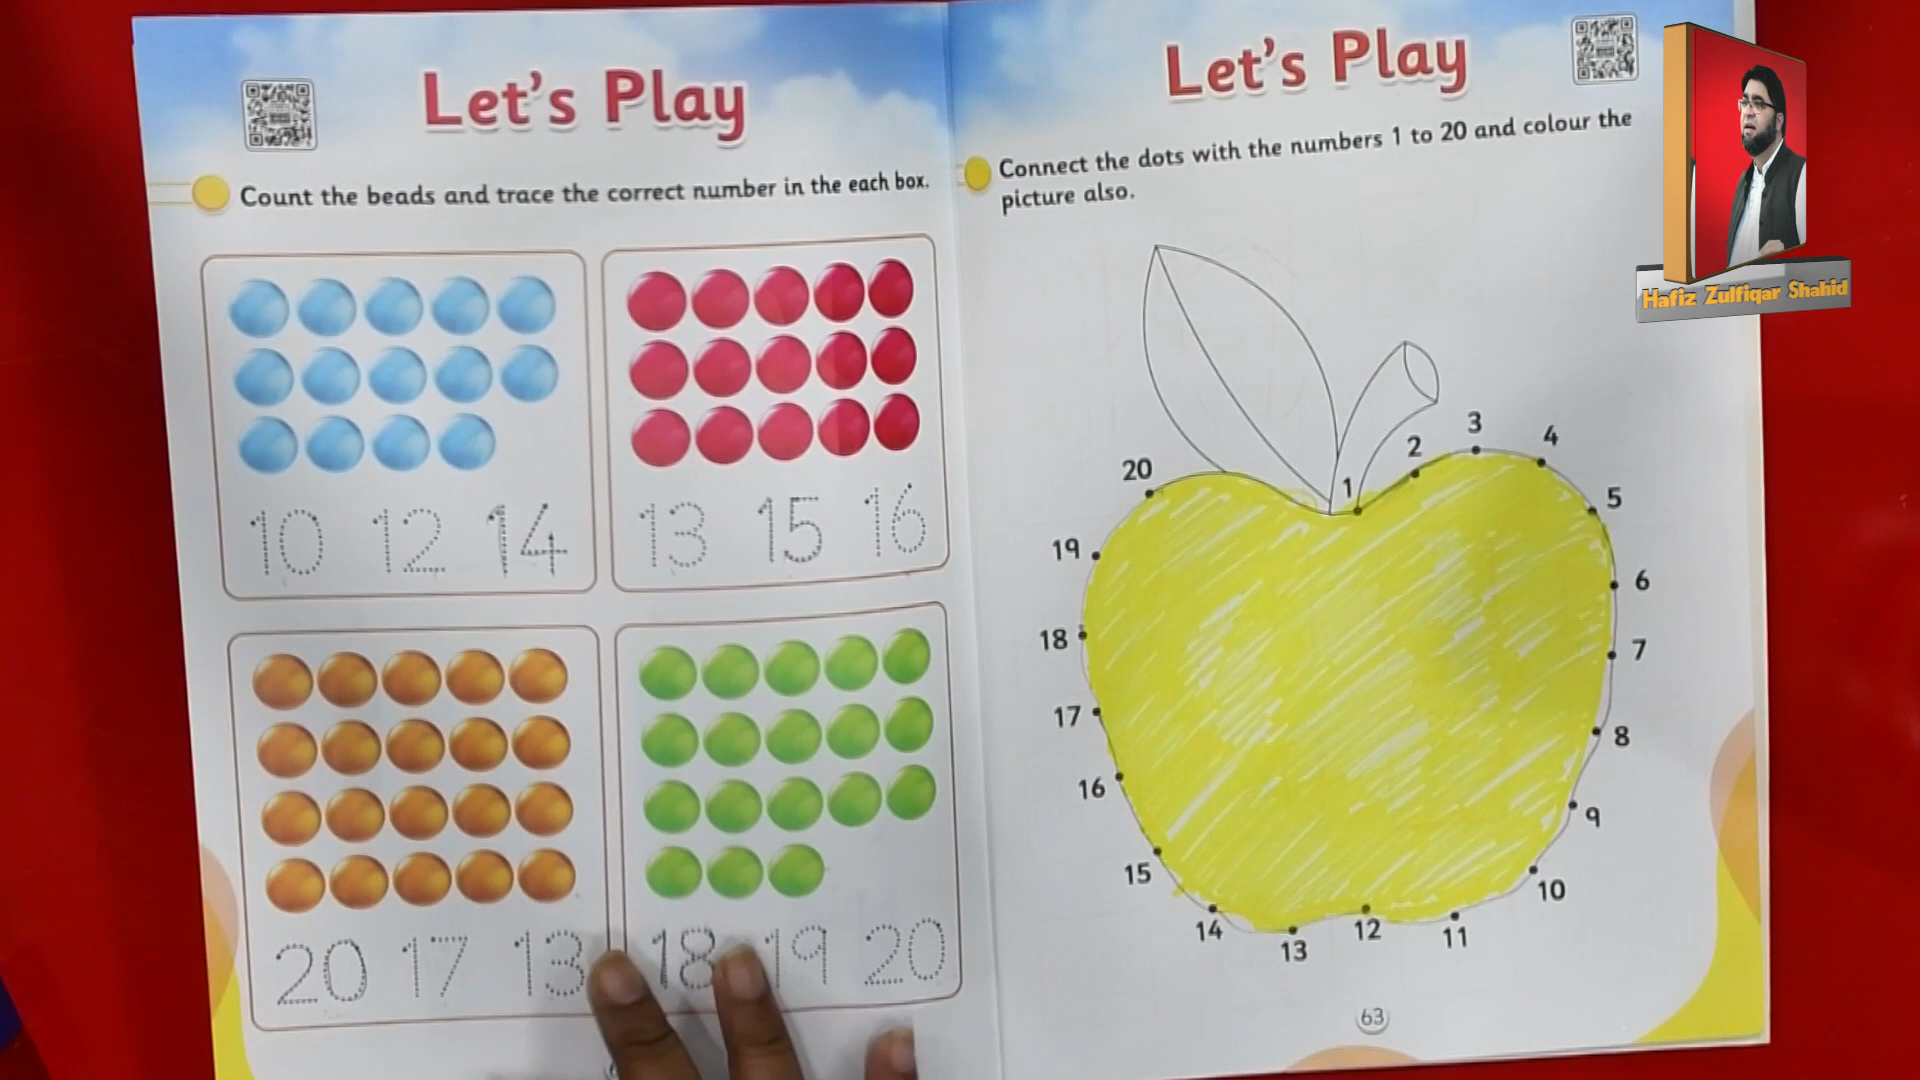 Let's Play
Count the beads and trace the correct number in the each box.
10 12 14
13 15 16
20 17 13
18 19 20
Let's Play
Connect the dots with the numbers 1 to 20 and colour the
picture also.
1
2
3
4
5
6
7
8
9
10
11
12
13
14
15
16
17
18
19
20
63
Hafiz Zulfiqar Shahid